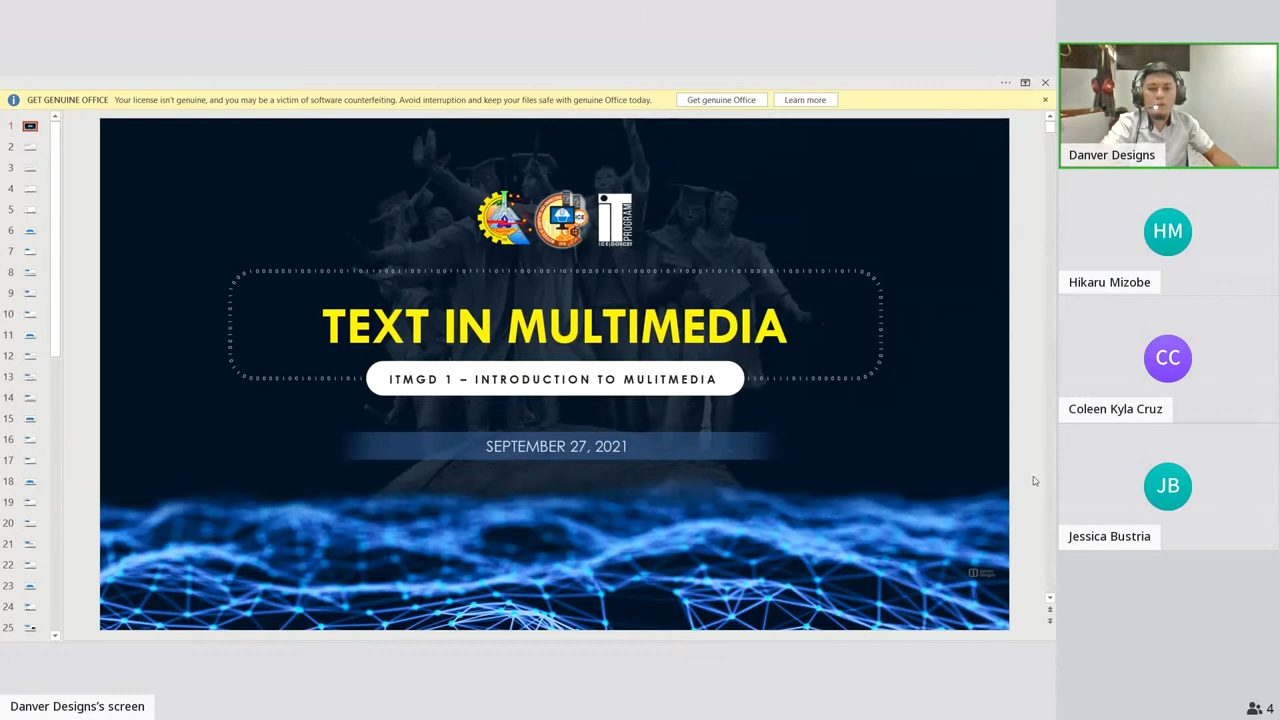 GET GENUINE OFFICE Your license isn't genuine, and you may be a victim of software counterfeiting. Avoid interruption and keep your files safe with genuine Office today. Get genuine Office Learn more
1
2
3
4
5
6
7
8
9
10
11
12
13
14
15
16
17
18
19
20
21
22
23
24
25
iT PROGRAM
TEXT IN MULTIMEDIA
ITMGD 1 – INTRODUCTION TO MULITMEDIA
SEPTEMBER 27, 2021
Danver Designs
HM
Hikaru Mizobe
CC
Coleen Kyla Cruz
JB
Jessica Bustria
Danver Designs's screen
4